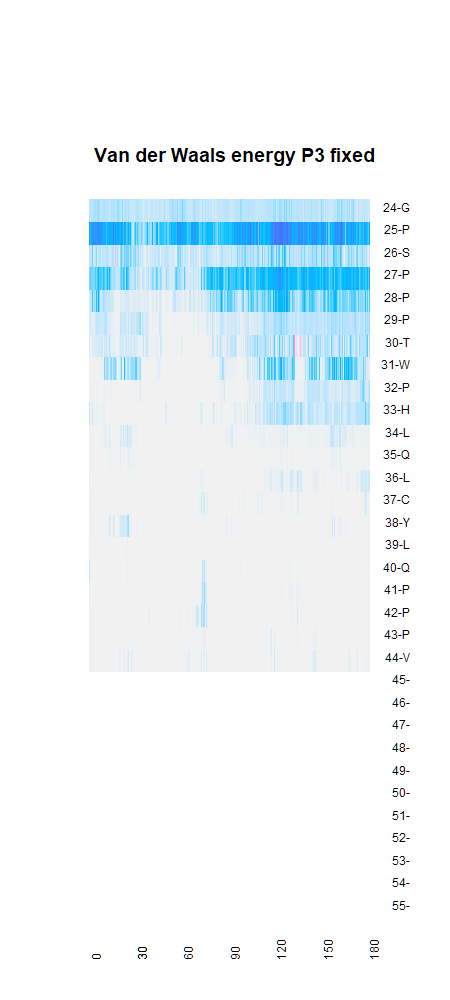 Van der Waals energy P3 fixed
24-G
25-P
26-S
27-P
28-P
29-P
30-T
31-W
32-P
33-H
34-L
35-Q
36-L
37-C
38-Y
39-L
40-Q
41-P
42-P
43-P
44-V
45-
46-
47-
48-
49-
50-
51-
52-
53-
54-
55-
0
30
60
90
120
150
180